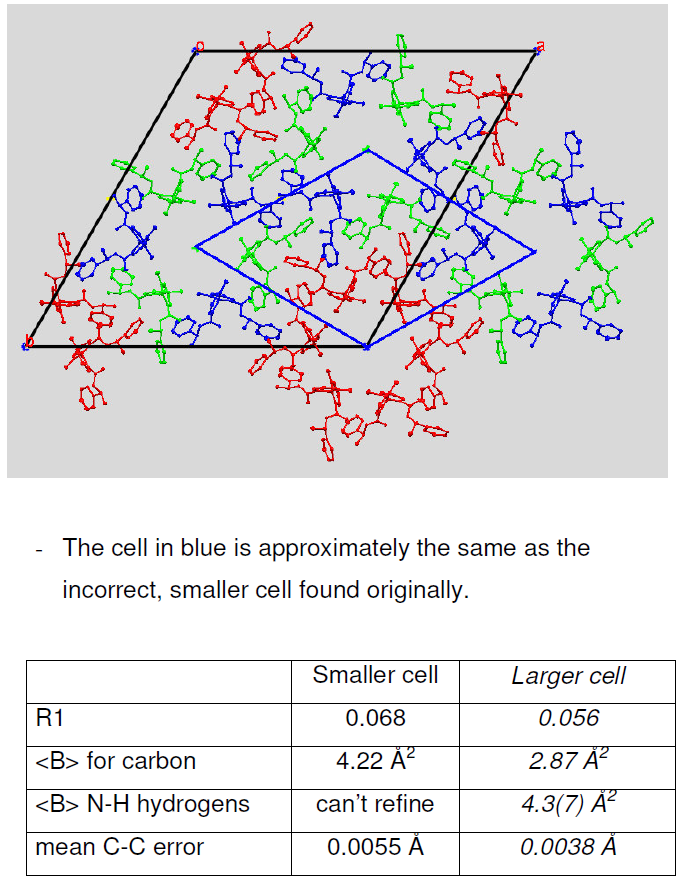 o
a
b
- The cell in blue is approximately the same as the
incorrect, smaller cell found originally.
Smaller cell Larger cell
R1 0.068 0.056
<B> for carbon 4.22 Å² 2.87 Å²
<B> N-H hydrogens can't refine 4.3(7) Å²
mean C-C error 0.0055 Å 0.0038 Å